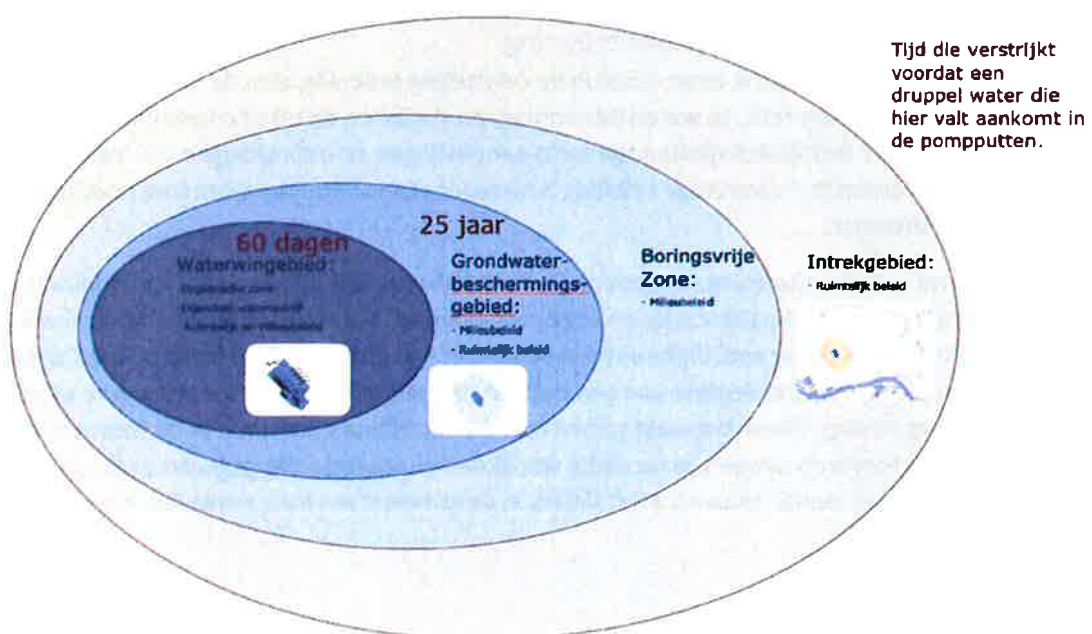 Tijd die verstrijkt
voordat een
druppel water die
hier valt aankomt in
de pompputten.
60 dagen
Waterwingebied:
25 jaar
Grondwater-
beschermings-
gebied:
- Milieubeleid
- Ruimtelijk beleid
Boringsvrije
Zone:
- Milieubeleid
Intrekgebied:
- Ruimtelijk beleid